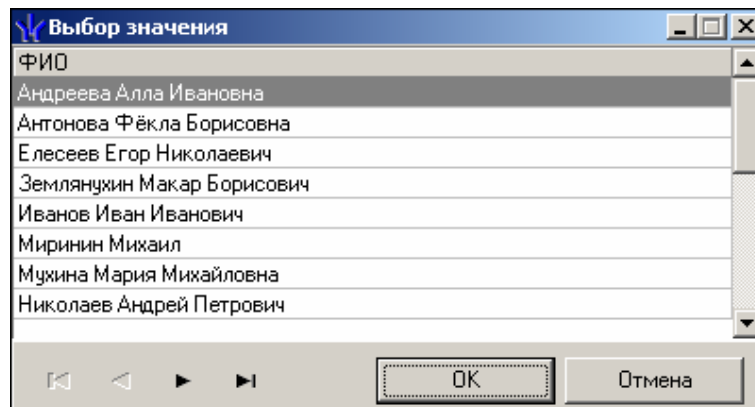 Выбор значения
ФИО
Андреева Алла Ивановна
Антонова Фёкла Борисовна
Елесеев Егор Николаевич
Землянухин Макар Борисович
Иванов Иван Иванович
Миринин Михаил
Мухина Мария Михайловна
Николаев Андрей Петрович
OK
Отмена